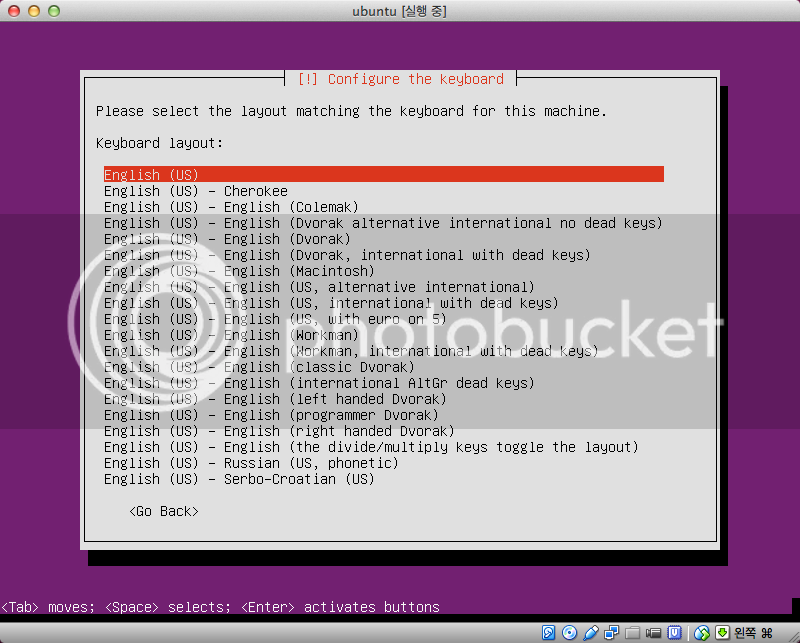 ubuntu [실행 중]
[!] Configure the keyboard
Please select the layout matching the keyboard for this machine.
Keyboard layout:
English (US)
English (US) - Cherokee
English (US) - English (Colemak)
English (US) - English (Dvorak alternative international no dead keys)
English (US) - English (Dvorak)
English (US) - English (Dvorak, international with dead keys)
English (US) - English (Macintosh)
English (US) - English (US, alternative international)
English (US) - English (US, international with dead keys)
English (US) - English (US, with euro on 5)
English (US) - English (Workman)
English (US) - English (Workman, international with dead keys)
English (US) - English (classic Dvorak)
English (US) - English (international AltGr dead keys)
English (US) - English (left handed Dvorak)
English (US) - English (programmer Dvorak)
English (US) - English (right handed Dvorak)
English (US) - English (the divide/multiply keys toggle the layout)
English (US) - Russian (US, phonetic)
English (US) - Serbo-Croatian (US)
<Go Back>
photobucket
<Tab> moves; <Space> selects; <Enter> activates buttons
왼쪽 ⌘